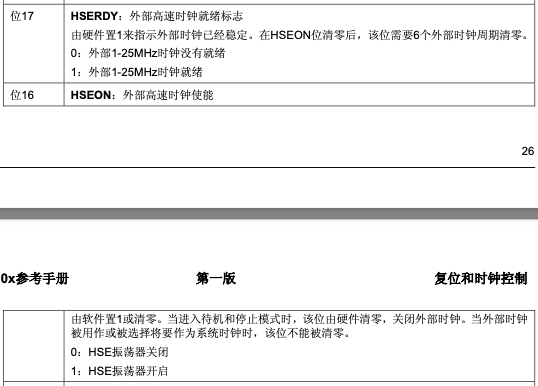 位17
HSERDY：外部高速时钟就绪标志
由硬件置1来指示外部时钟已经稳定。在HSEON位清零后，该位需要6个外部时钟周期清零。
0：外部1-25MHz时钟没有就绪
1：外部1-25MHz时钟就绪
位16
HSEON：外部高速时钟使能
26
0x参考手册
第一版
复位和时钟控制
由软件置1或清零。当进入待机和停止模式时，该位由硬件清零，关闭外部时钟。当外部时钟
被用作或被选择将要作为系统时钟时，该位不能被清零。
0：HSE振荡器关闭
1：HSE振荡器开启